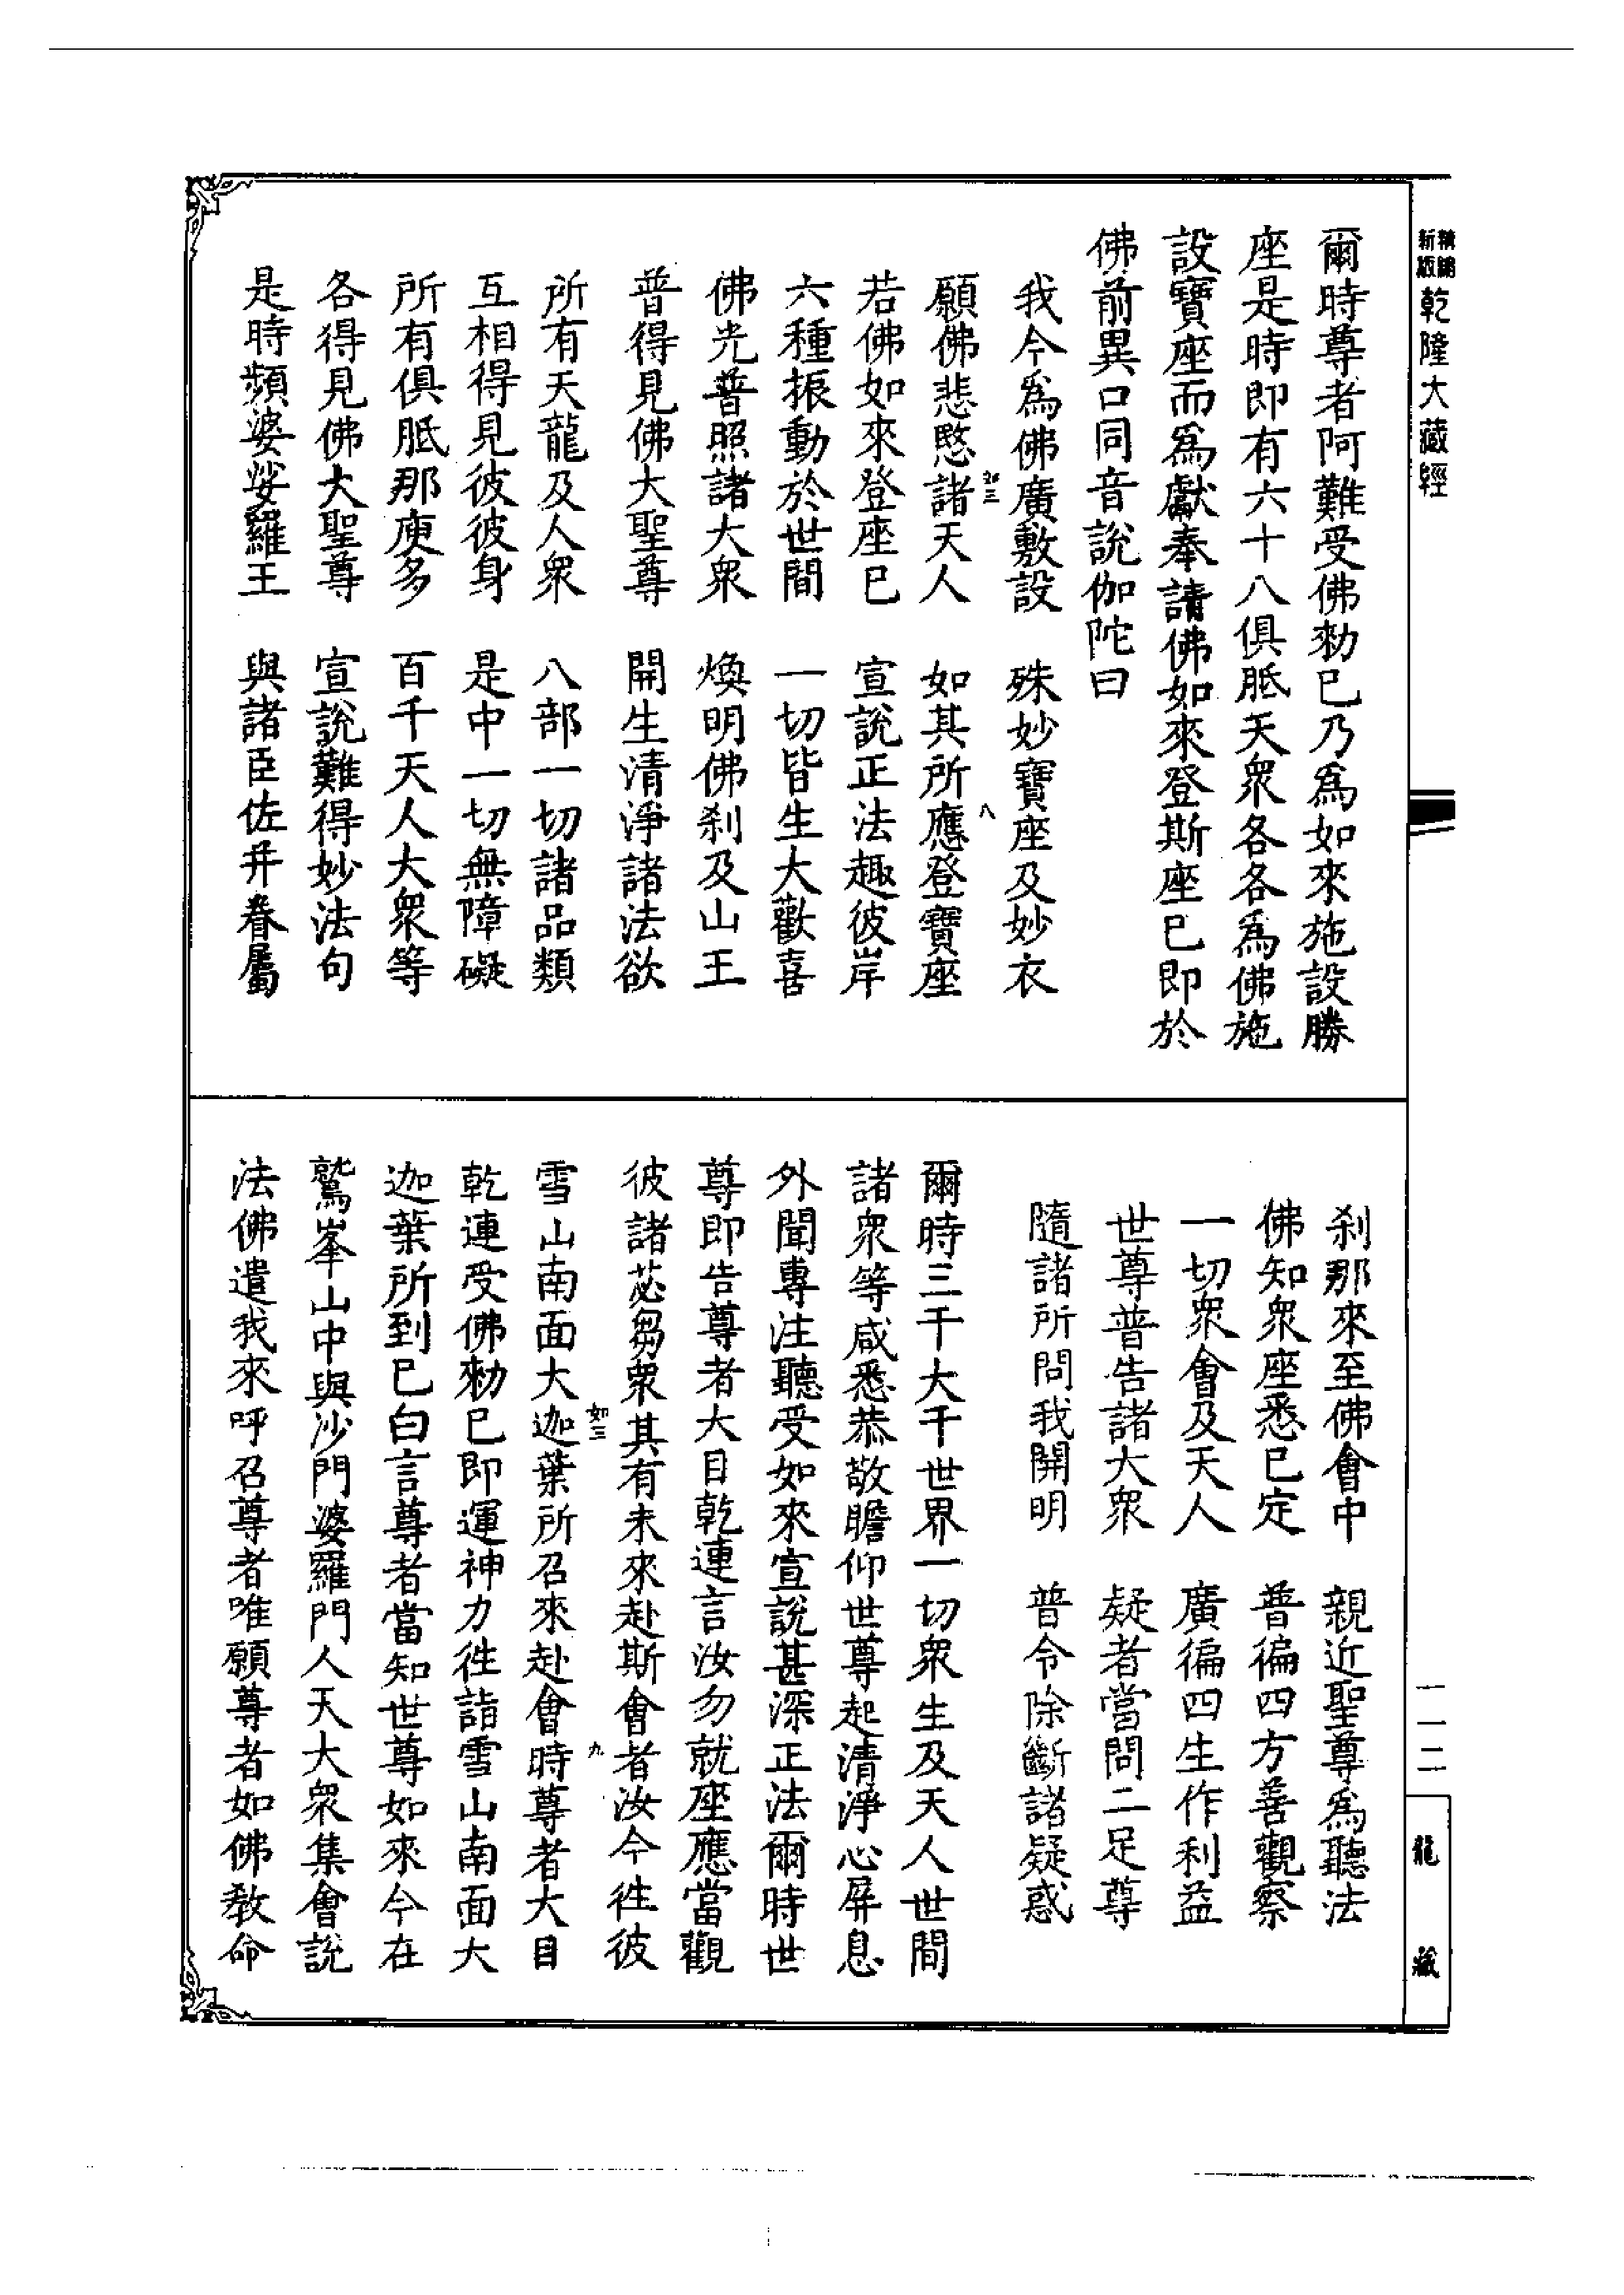 新版
精編
乾隆大藏經
爾時尊者阿難受佛勑已乃爲如來施設勝
座是時即有六十八俱胝天衆各各爲佛施
設寶座而爲獻奉請佛如來登斯座已即於
佛前異口同音說伽陀曰
我今爲佛廣敷設　殊妙寶座及妙衣
如三　八
願佛悲愍諸天人　如其所應登寶座
若佛如來登座已　宣說正法趣彼岸
六種振動於世間　一切皆生大歡喜
佛光普照諸大衆　煥明佛刹及山王
普得見佛大聖尊　開生清淨諸法欲
所有天龍及人衆　八部一切諸品類
互相得見彼彼身　是中一切無障礙
所有俱胝那庾多　百千天人大衆等
各得見佛大聖尊　宣說難得妙法句
是時頻婆娑羅王　與諸臣佐幷眷屬
刹那來至佛會中　親近聖尊爲聽法
佛知衆座悉已定　普徧四方善觀察
一切衆會及天人　廣徧四生作利益
世尊普告諸大衆　疑者當問二足尊
隨諸所問我開明　普令除斷諸疑惑
爾時三千大千世界一切衆生及天人世間
諸衆等咸悉恭敬瞻仰世尊起清淨心屏息
外聞專注聽受如來宣說甚深正法爾時世
尊即告尊者大目乾連言汝勿就座應當觀
彼諸苾芻衆其有未來赴斯會者汝今徃彼
如三　九
雪山南面大迦葉所召來赴會時尊者大目
乾連受佛勑已即運神力徃詣雪山南面大
迦葉所到已白言尊者當知世尊如來今在
鷲峯山中與沙門婆羅門人天大衆集會說
法佛遣我來呼召尊者唯願尊者如佛敎命
一一二
龍藏